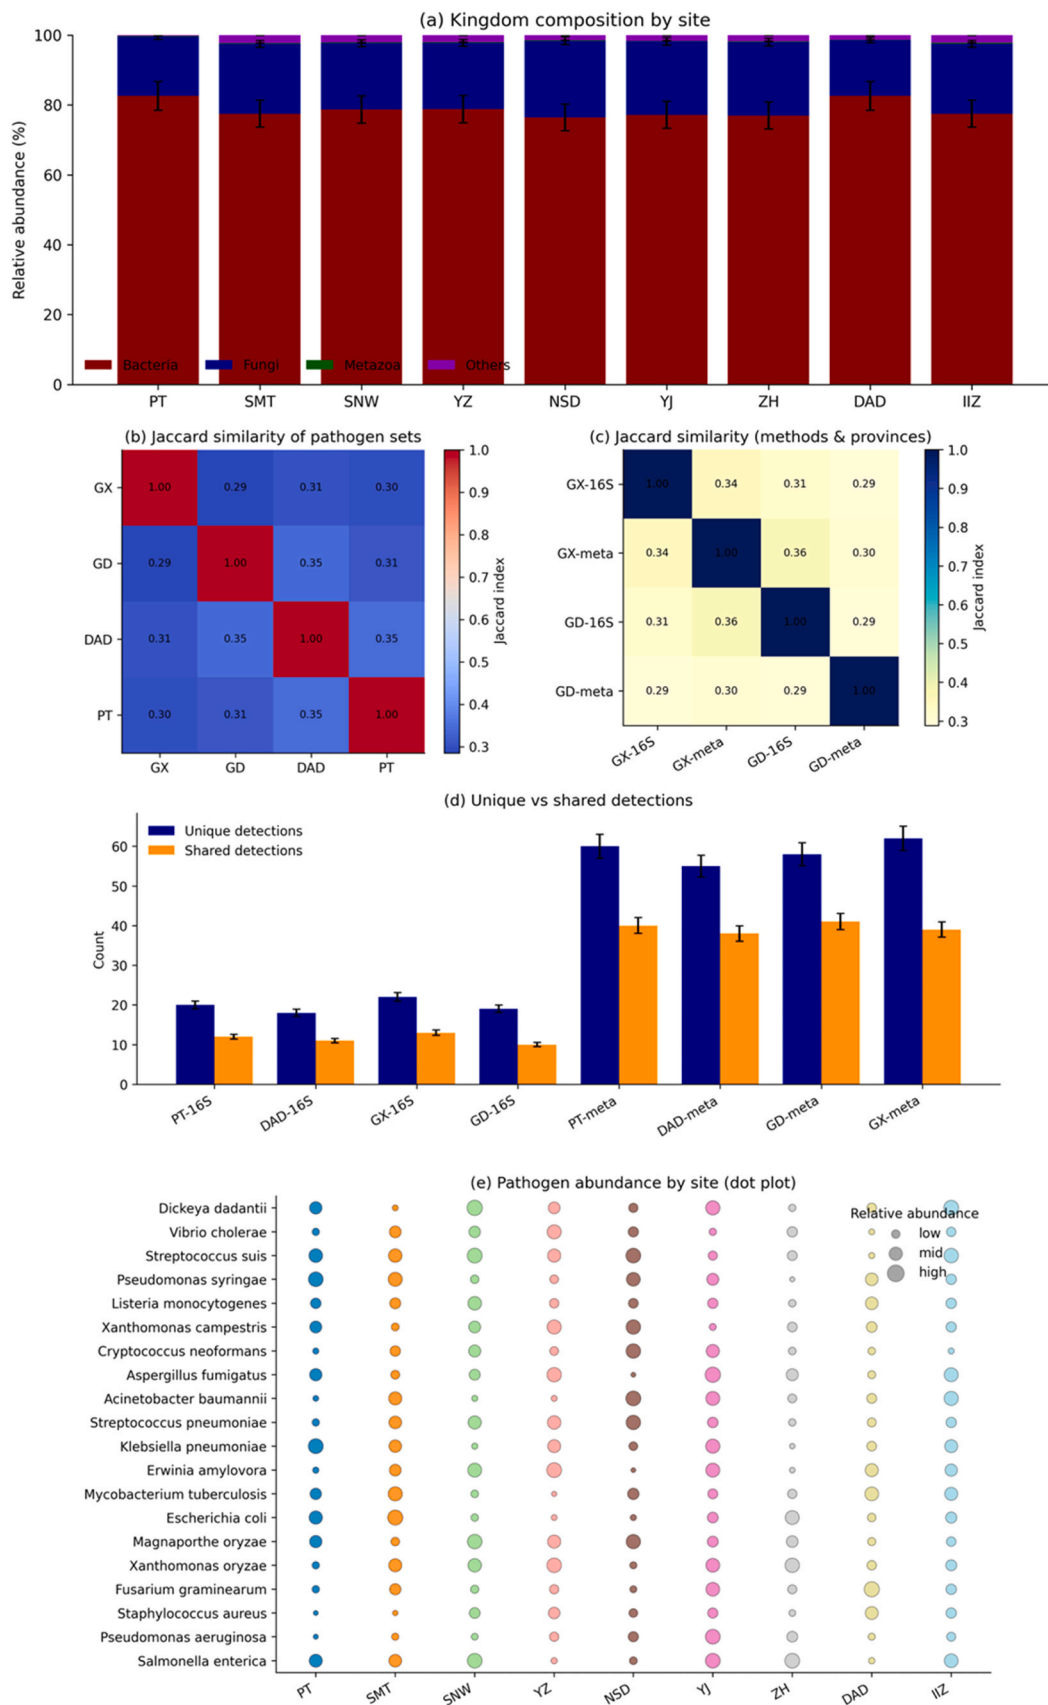 (a) Kingdom composition by site
Relative abundance (%)
100
80
60
40
20
0
Bacteria Fungi Metazoa Others
PT SMT SNW YZ NSD YJ ZH DAD IIZ
(b) Jaccard similarity of pathogen sets
GX 1.00 0.29 0.31 0.30
GD 0.29 1.00 0.35 0.31
DAD 0.31 0.35 1.00 0.35
PT 0.30 0.31 0.35 1.00
GX GD DAD PT
1.0
0.9
0.8
0.7
0.6
0.5
0.4
0.3
Jaccard index
(c) Jaccard similarity (methods & provinces)
GX-16S 1.00 0.34 0.31 0.29
GX-meta 0.34 1.00 0.36 0.30
GD-16S 0.31 0.36 1.00 0.29
GD-meta 0.29 0.30 0.29 1.00
GX-16S GX-meta GD-16S GD-meta
1.0
0.9
0.8
0.7
0.6
0.5
0.4
0.3
Jaccard index
(d) Unique vs shared detections
Unique detections
Shared detections
Count
60
50
40
30
20
10
0
PT-16S DAD-16S GX-16S GD-16S PT-meta DAD-meta GD-meta GX-meta
(e) Pathogen abundance by site (dot plot)
Relative abundance
low
mid
high
Dickeya dadantii
Vibrio cholerae
Streptococcus suis
Pseudomonas syringae
Listeria monocytogenes
Xanthomonas campestris
Cryptococcus neoformans
Aspergillus fumigatus
Acinetobacter baumannii
Streptococcus pneumoniae
Klebsiella pneumoniae
Erwinia amylovora
Mycobacterium tuberculosis
Escherichia coli
Magnaporthe oryzae
Xanthomonas oryzae
Fusarium graminearum
Staphylococcus aureus
Pseudomonas aeruginosa
Salmonella enterica
PT SMT SNW YZ NSD YJ ZH DAD IIZ